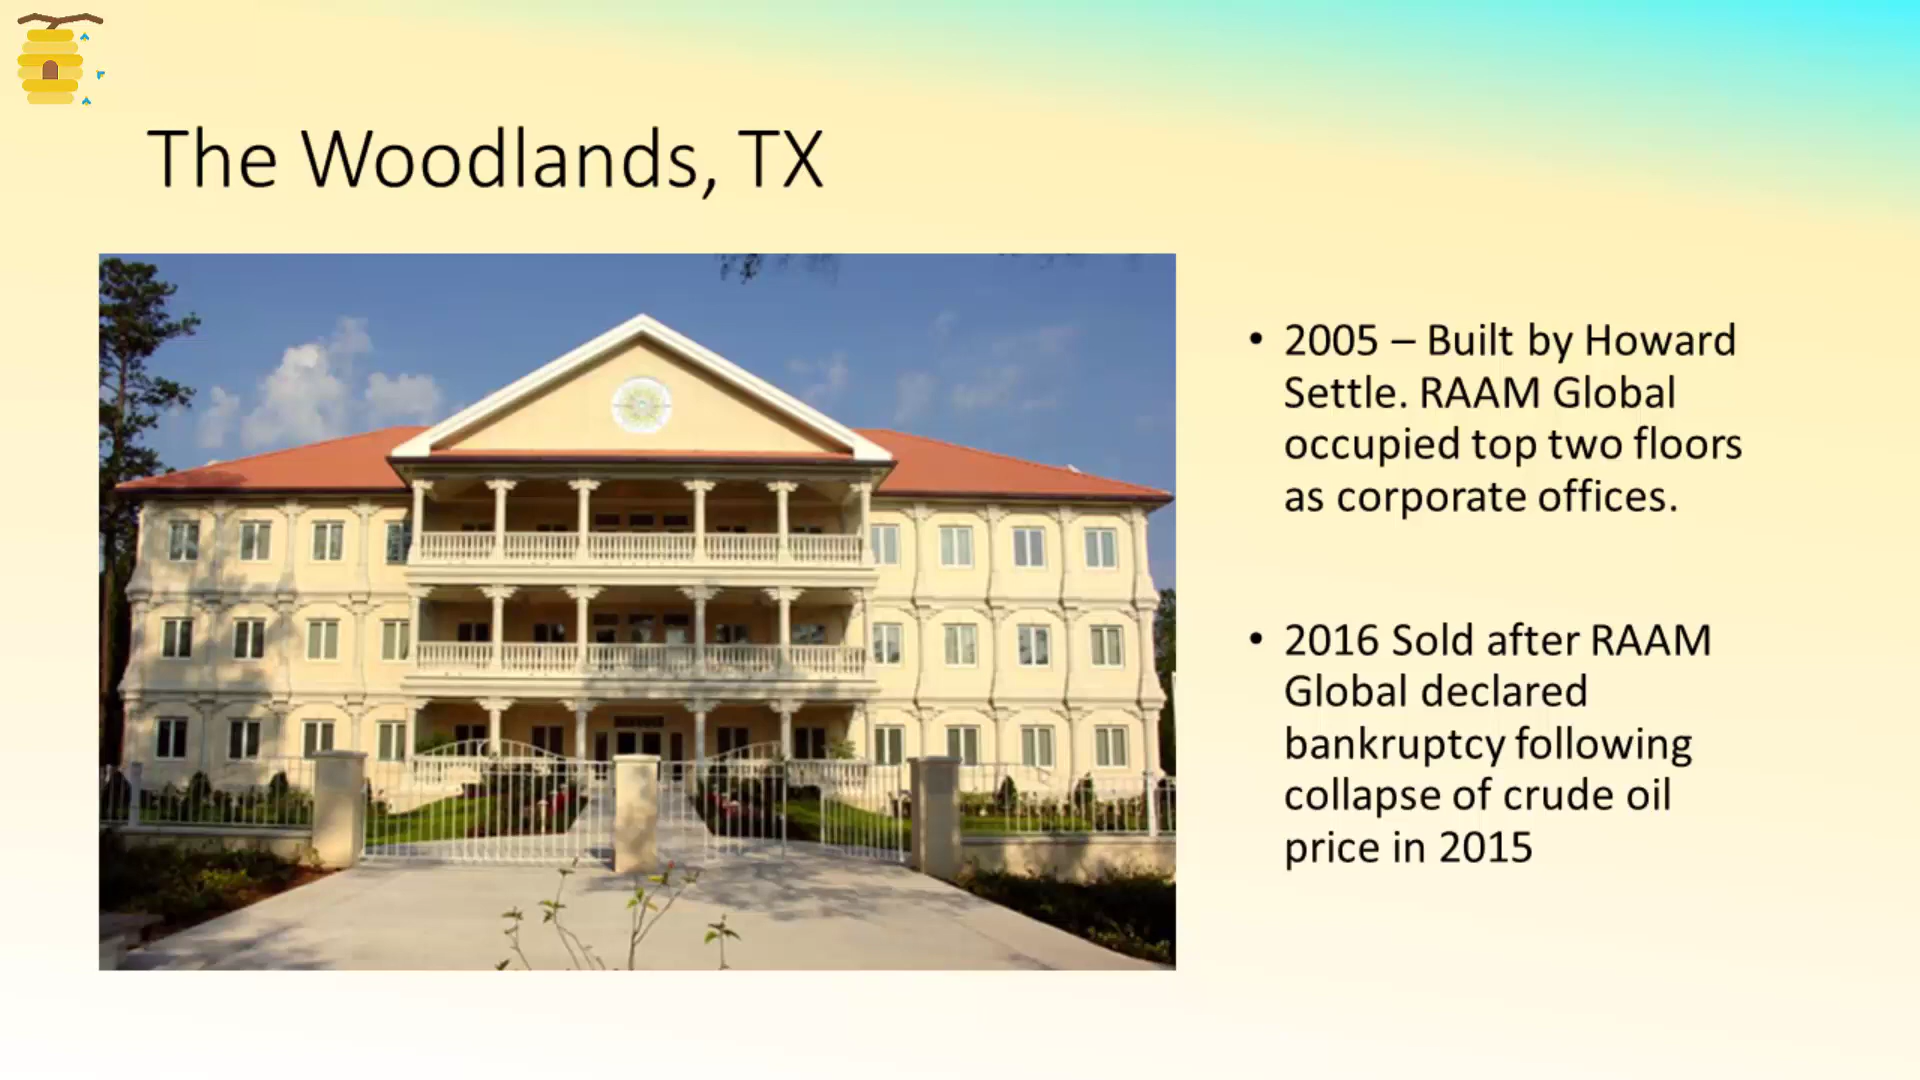 The Woodlands, TX
• 2005 – Built by Howard
Settle. RAAM Global
occupied top two floors
as corporate offices.
• 2016 Sold after RAAM
Global declared
bankruptcy following
collapse of crude oil
price in 2015